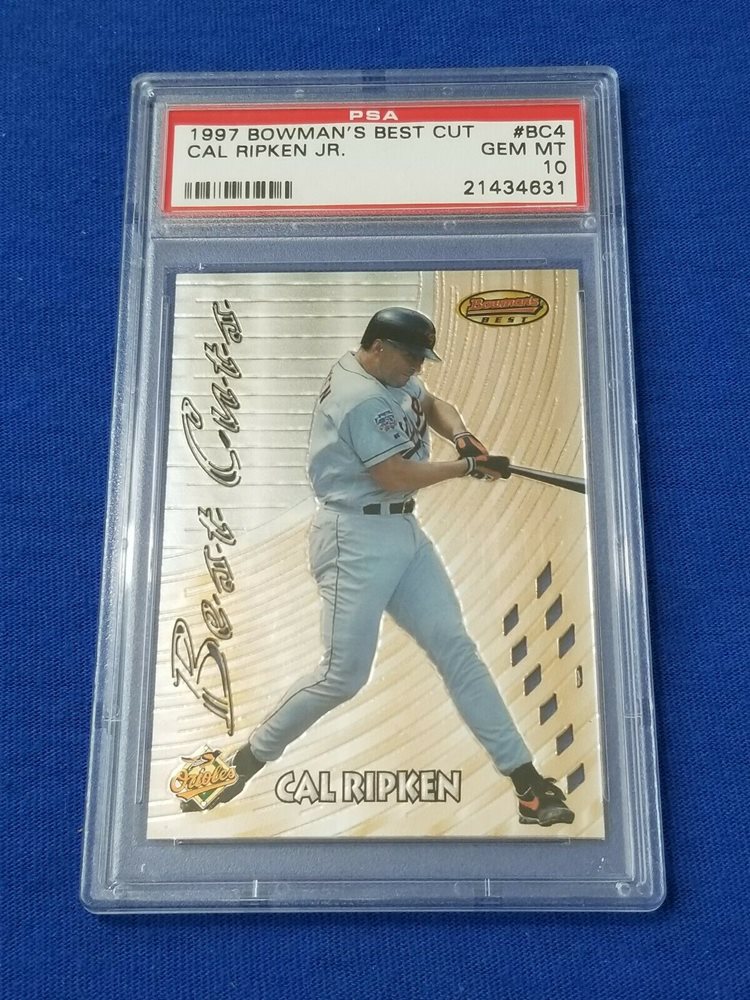 PSA
1997 BOWMAN'S BEST CUT #BC4
CAL RIPKEN JR. GEM MT
10
21434631
Bowman's
BEST
Best Cuts
Orioles
CAL RIPKEN